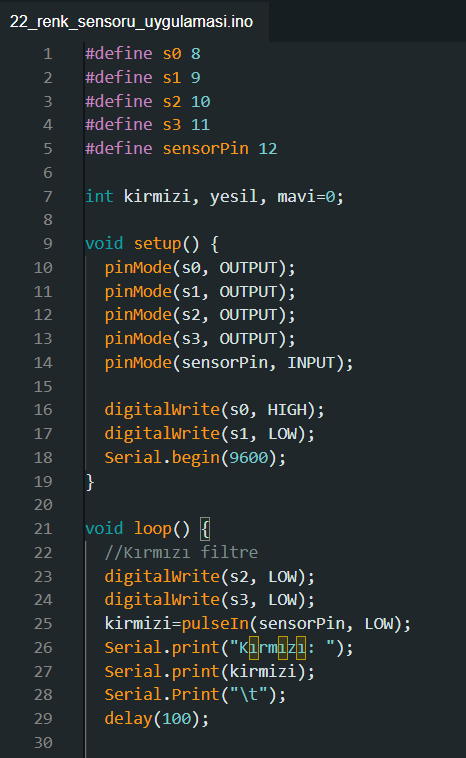 22_renk_sensoru_uygulamasi.ino
1 #define s0 8
2 #define s1 9
3 #define s2 10
4 #define s3 11
5 #define sensorPin 12
6
7 int kirmizi, yesil, mavi=0;
8
9 void setup() {
10 pinMode(s0, OUTPUT);
11 pinMode(s1, OUTPUT);
12 pinMode(s2, OUTPUT);
13 pinMode(s3, OUTPUT);
14 pinMode(sensorPin, INPUT);
15
16 digitalWrite(s0, HIGH);
17 digitalWrite(s1, LOW);
18 Serial.begin(9600);
19 }
20
21 void loop() {
22 //Kırmızı filtre
23 digitalWrite(s2, LOW);
24 digitalWrite(s3, LOW);
25 kirmizi=pulseIn(sensorPin, LOW);
26 Serial.print("Kırmızı: ");
27 Serial.print(kirmizi);
28 Serial.Print("\t");
29 delay(100);
30